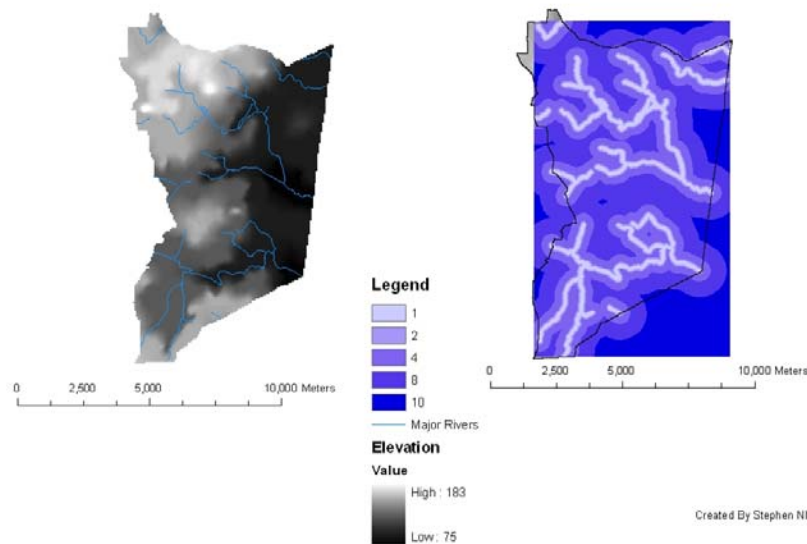 Legend
1
2
4
8
10
Major Rivers
Elevation
Value
High : 183
Low : 75
0 2,500 5,000 10,000 Meters
0 2,500 5,000 10,000 Meters
Created By Stephen NI